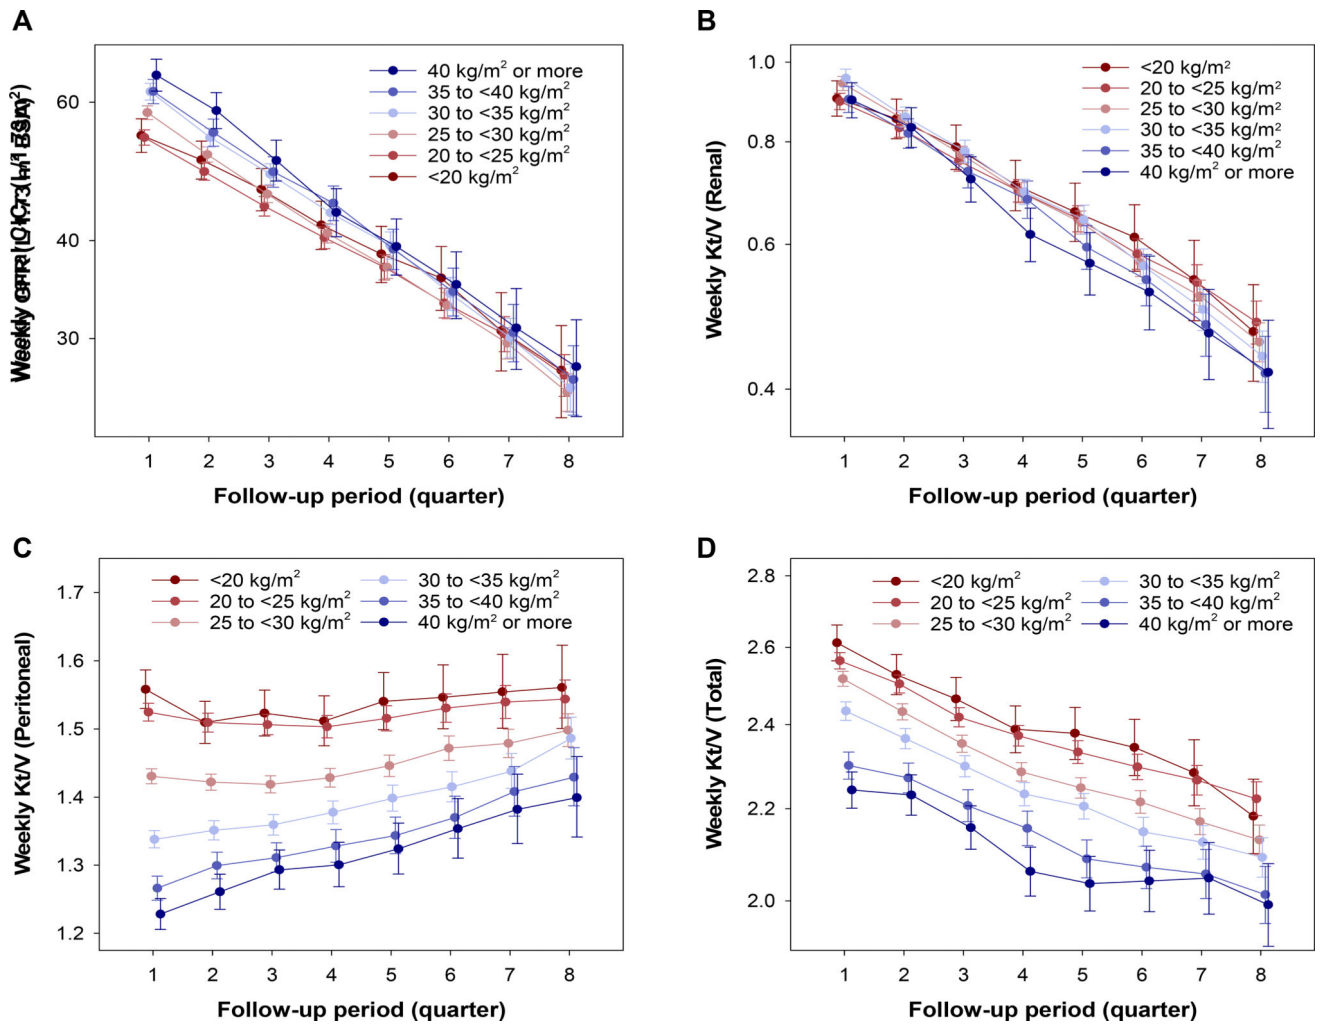 A
60
40
30
40 kg/m² or more
35 to <40 kg/m²
30 to <35 kg/m²
25 to <30 kg/m²
20 to <25 kg/m²
<20 kg/m²
1 2 3 4 5 6 7 8
Follow-up period (quarter)
B
Weekly Kt/V (Renal)
1.0
0.8
0.6
0.4
<20 kg/m²
20 to <25 kg/m²
25 to <30 kg/m²
30 to <35 kg/m²
35 to <40 kg/m²
40 kg/m² or more
1 2 3 4 5 6 7 8
Follow-up period (quarter)
C
Weekly Kt/V (Peritoneal)
1.7
1.6
1.5
1.4
1.3
1.2
<20 kg/m²
20 to <25 kg/m²
25 to <30 kg/m²
30 to <35 kg/m²
35 to <40 kg/m²
40 kg/m² or more
1 2 3 4 5 6 7 8
Follow-up period (quarter)
D
Weekly Kt/V (Total)
2.8
2.6
2.4
2.2
2.0
<20 kg/m²
20 to <25 kg/m²
25 to <30 kg/m²
30 to <35 kg/m²
35 to <40 kg/m²
40 kg/m² or more
1 2 3 4 5 6 7 8
Follow-up period (quarter)